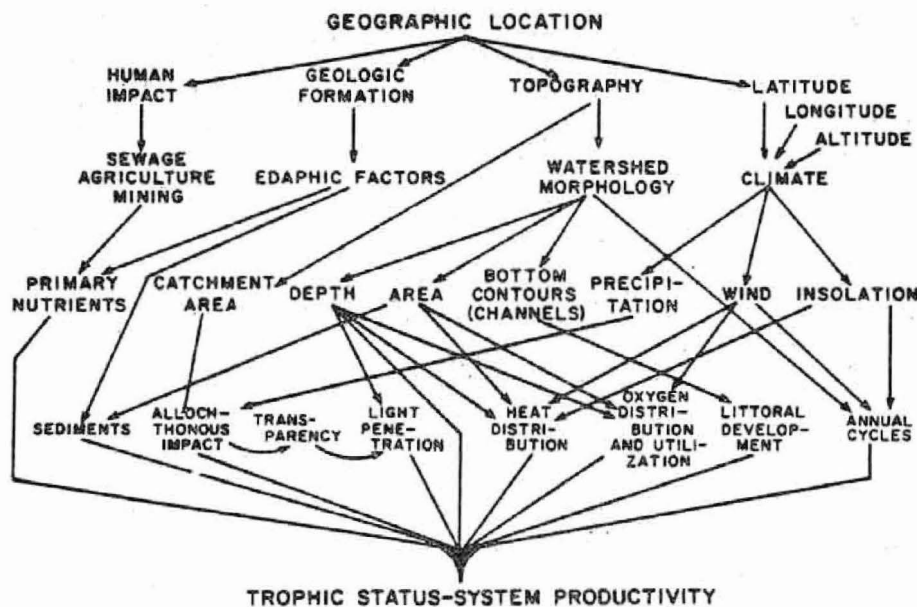 GEOGRAPHIC LOCATION
HUMAN
IMPACT
GEOLOGIC
FORMATION
TOPOGRAPHY
LATITUDE
LONGITUDE
ALTITUDE
SEWAGE
AGRICULTURE
MINING
EDAPHIC FACTORS
WATERSHED
MORPHOLOGY
CLIMATE
PRIMARY
NUTRIENTS
CATCHMENT
AREA
DEPTH
AREA
BOTTOM
CONTOURS
(CHANNELS)
PRECIPI-
TATION
WIND
INSOLATION
SEDIMENTS
ALLOCH-
THONOUS
IMPACT
TRANS-
PARENCY
LIGHT
PENE-
TRATION
HEAT
DISTRI-
BUTION
OXYGEN
DISTRI-
BUTION
AND UTILI-
ZATION
LITTORAL
DEVELOP-
MENT
ANNUAL
CYCLES
TROPHIC STATUS-SYSTEM PRODUCTIVITY